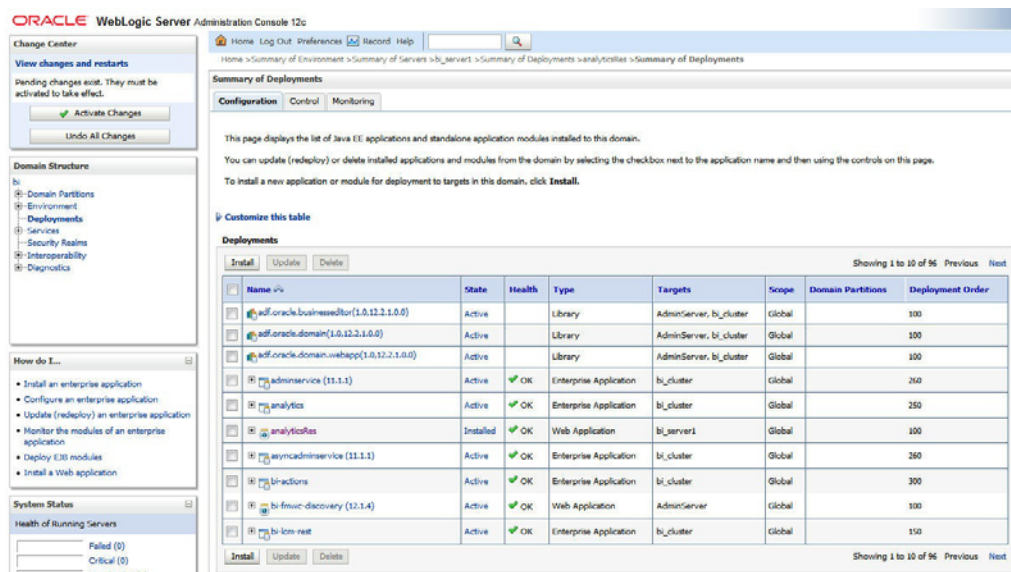 ORACLE WebLogic Server Administration Console 12c
Change Center
View changes and restarts
Pending changes exist. They must be
activated to take effect.
Activate Changes
Undo All Changes
Domain Structure
bi
Domain Partitions
Environment
Deployments
Services
Security Realms
Interoperability
Diagnostics
How do I...
Install an enterprise application
Configure an enterprise application
Update (redeploy) an enterprise application
Monitor the modules of an enterprise
application
Deploy EJB modules
Install a Web application
System Status
Health of Running Servers
Failed (0)
Critical (0)
Home Log Out Preferences Record Help
Home >Summary of Environment >Summary of Servers >bi_server1 >Summary of Deployments >analyticsRes >Summary of Deployments
Summary of Deployments
Configuration Control Monitoring
This page displays the list of Java EE applications and standalone application modules installed to this domain.
You can update (redeploy) or delete installed applications and modules from the domain by selecting the checkbox next to the application name and then using the controls on this page.
To install a new application or module for deployment to targets in this domain, click Install.
Customize this table
Deployments
Install Update Delete Showing 1 to 10 of 96 Previous Next
Name State Health Type Targets Scope Domain Partitions Deployment Order
adf.oracle.businesseditor(1.0,12.2.1.0.0) Active Library AdminServer, bi_cluster Global 100
adf.oracle.domain(1.0,12.2.1.0.0) Active Library AdminServer, bi_cluster Global 100
adf.oracle.domain.webapp(1.0,12.2.1.0.0) Active Library AdminServer, bi_cluster Global 100
adminservice (11.1.1) Active OK Enterprise Application bi_cluster Global 260
analytics Active OK Enterprise Application bi_cluster Global 250
analyticsRes Installed OK Web Application bi_server1 Global 100
asyncadminservice (11.1.1) Active OK Enterprise Application bi_cluster Global 260
bi-actions Active OK Enterprise Application bi_cluster Global 300
bi-fmwc-discovery (12.1.4) Active OK Web Application AdminServer Global 100
bi-lcm-rest Active OK Enterprise Application bi_cluster Global 150
Install Update Delete Showing 1 to 10 of 96 Previous Next